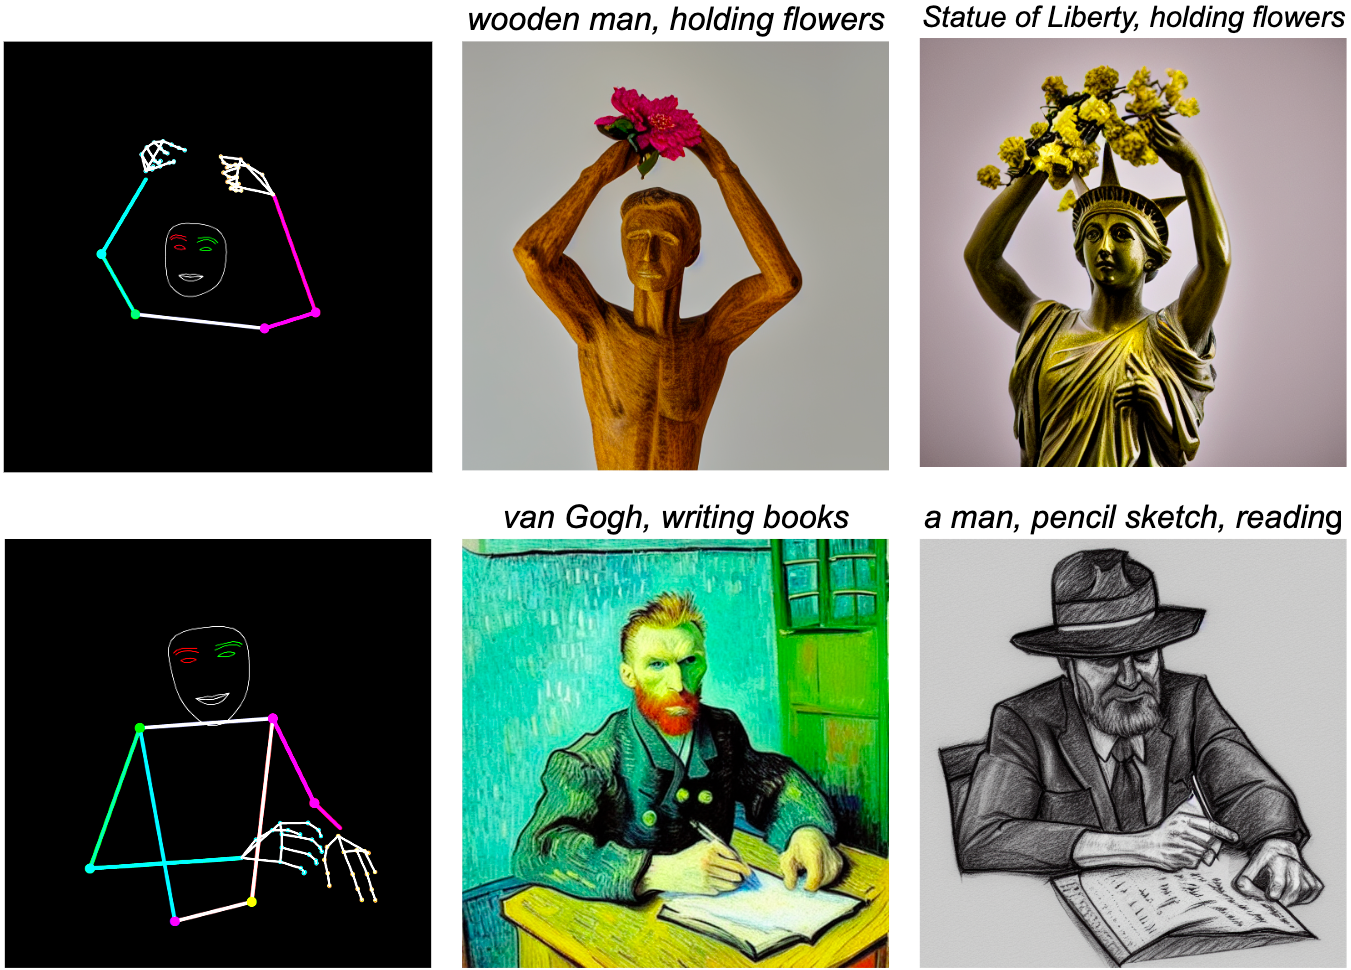 wooden man, holding flowers
Statue of Liberty, holding flowers
van Gogh, writing books
a man, pencil sketch, reading